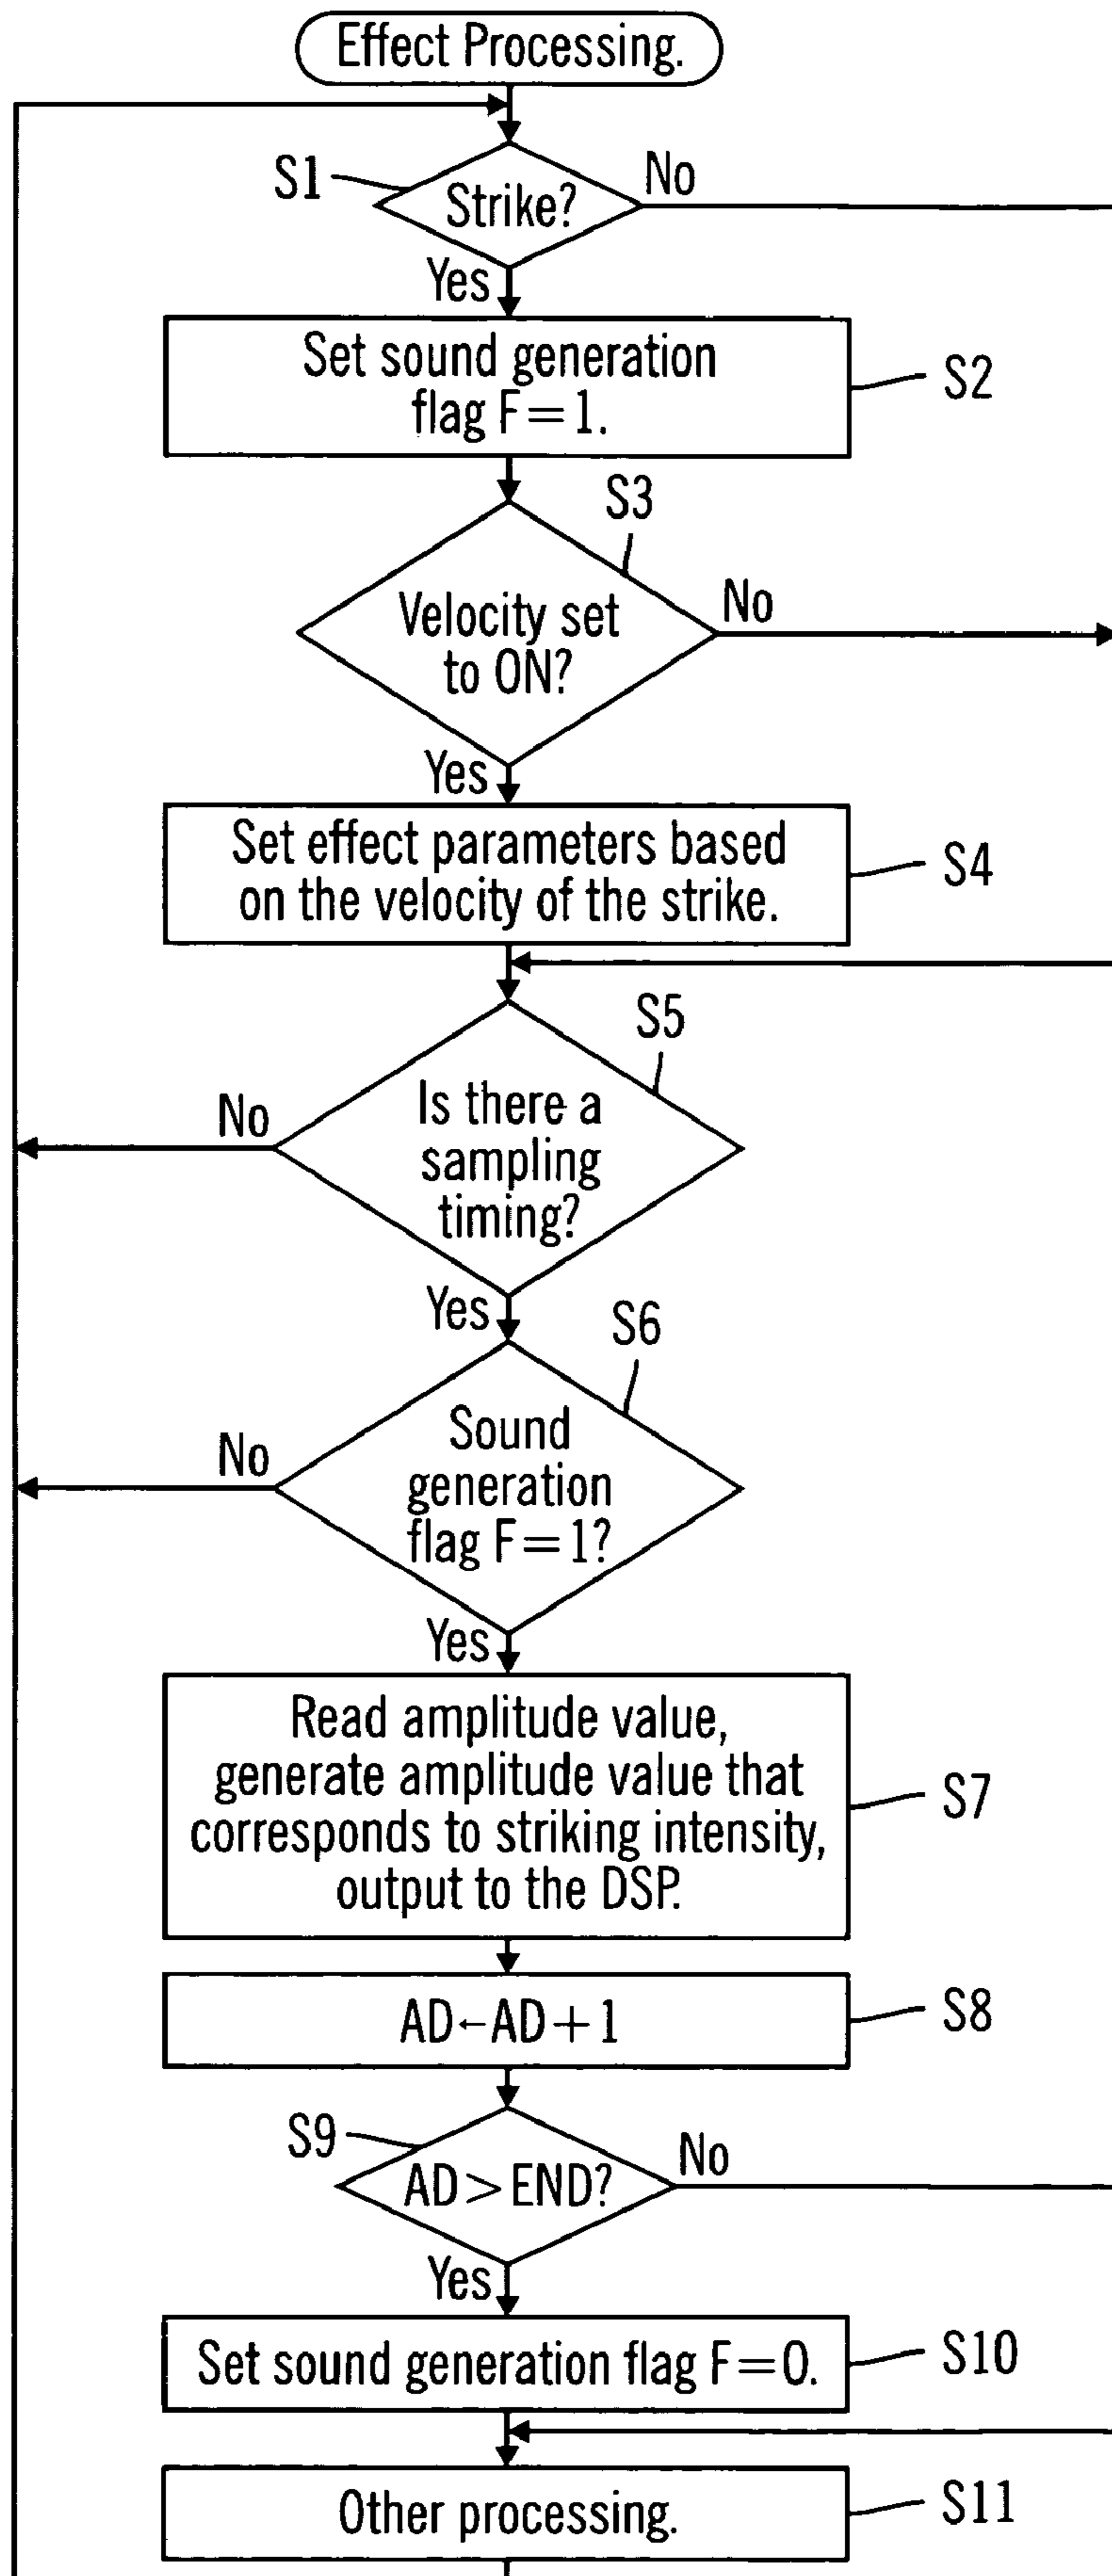 Effect Processing.
S1
Strike?
No
Yes
Set sound generation
flag F=1.
S2
S3
Velocity set
to ON?
No
Yes
Set effect parameters based
on the velocity of the strike.
S4
S5
Is there a
sampling
timing?
No
Yes
S6
Sound
generation
flag F=1?
No
Yes
Read amplitude value,
generate amplitude value that
corresponds to striking intensity,
output to the DSP.
S7
AD←AD+1
S8
S9
AD>END?
No
Yes
Set sound generation flag F=0.
S10
Other processing.
S11